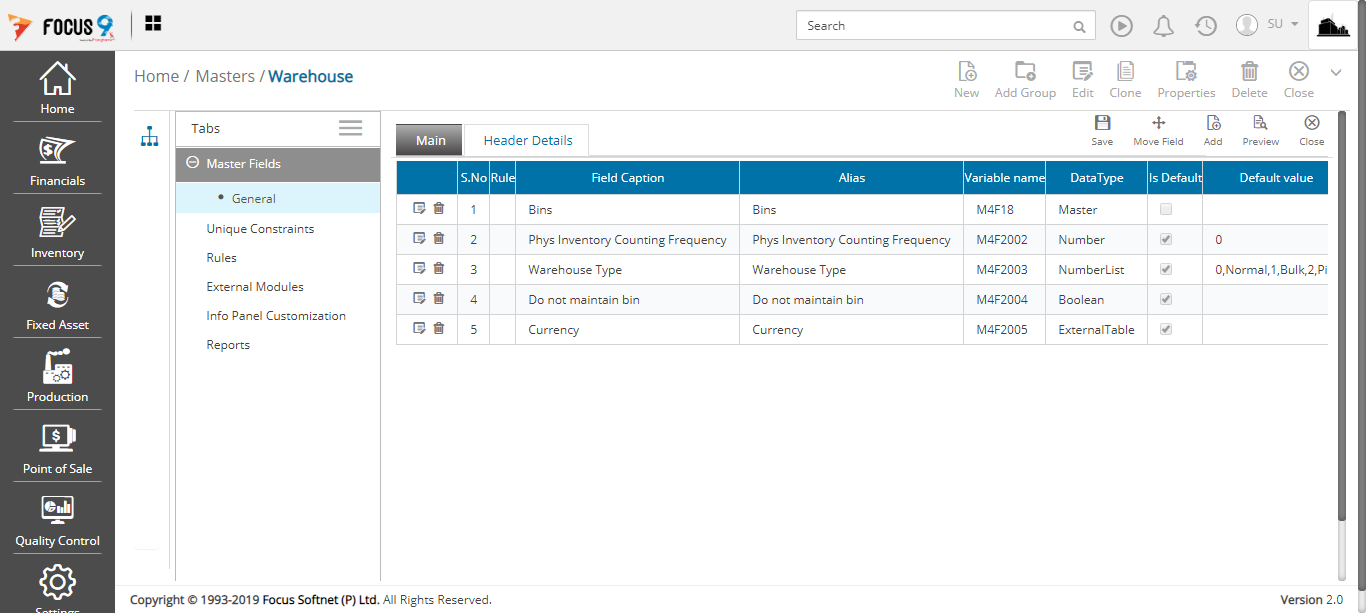 FOCUS 9
Search
SU
Home / Masters / Warehouse
New Add Group Edit Clone Properties Delete Close
Home
Financials
Inventory
Fixed Asset
Production
Point of Sale
Quality Control
Settings
Tabs
Master Fields
General
Unique Constraints
Rules
External Modules
Info Panel Customization
Reports
Main Header Details
Save Move Field Add Preview Close
S.No Rule Field Caption Alias Variable name DataType Is Default Default value
1 Bins Bins M4F18 Master
2 Phys Inventory Counting Frequency Phys Inventory Counting Frequency M4F2002 Number 0
3 Warehouse Type Warehouse Type M4F2003 NumberList 0,Normal,1,Bulk,2,Pi
4 Do not maintain bin Do not maintain bin M4F2004 Boolean
5 Currency Currency M4F2005 ExternalTable
Copyright © 1993-2019 Focus Softnet (P) Ltd. All Rights Reserved.
Version 2.0